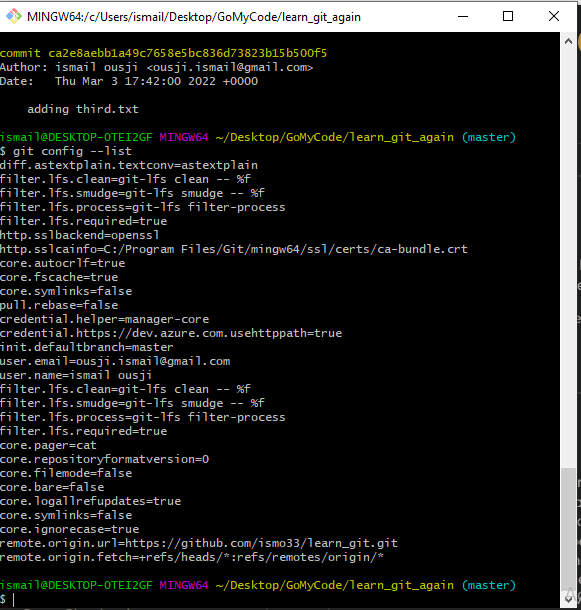 MINGW64:/c/Users/ismail/Desktop/GoMyCode/learn_git_again
commit ca2e8aebb1a49c7658e5bc836d73823b15b500f5
Author: ismail ousji <ousji.ismail@gmail.com>
Date:   Thu Mar 3 17:42:00 2022 +0000
    adding third.txt
ismail@DESKTOP-OTEI2GF MINGW64 ~/Desktop/GoMyCode/learn_git_again (master)
$ git config --list
diff.astextplain.textconv=astextplain
filter.lfs.clean=git-lfs clean -- %f
filter.lfs.smudge=git-lfs smudge -- %f
filter.lfs.process=git-lfs filter-process
filter.lfs.required=true
http.sslbackend=openssl
http.sslcainfo=C:/Program Files/Git/mingw64/ssl/certs/ca-bundle.crt
core.autocrlf=true
core.fscache=true
core.symlinks=false
pull.rebase=false
credential.helper=manager-core
credential.https://dev.azure.com.usehttppath=true
init.defaultbranch=master
user.email=ousji.ismail@gmail.com
user.name=ismail ousji
filter.lfs.clean=git-lfs clean -- %f
filter.lfs.smudge=git-lfs smudge -- %f
filter.lfs.process=git-lfs filter-process
filter.lfs.required=true
core.pager=cat
core.repositoryformatversion=0
core.filemode=false
core.bare=false
core.logallrefupdates=true
core.symlinks=false
core.ignorecase=true
remote.origin.url=https://github.com/ismo33/learn_git.git
remote.origin.fetch=+refs/heads/*:refs/remotes/origin/*
ismail@DESKTOP-OTEI2GF MINGW64 ~/Desktop/GoMyCode/learn_git_again (master)
$